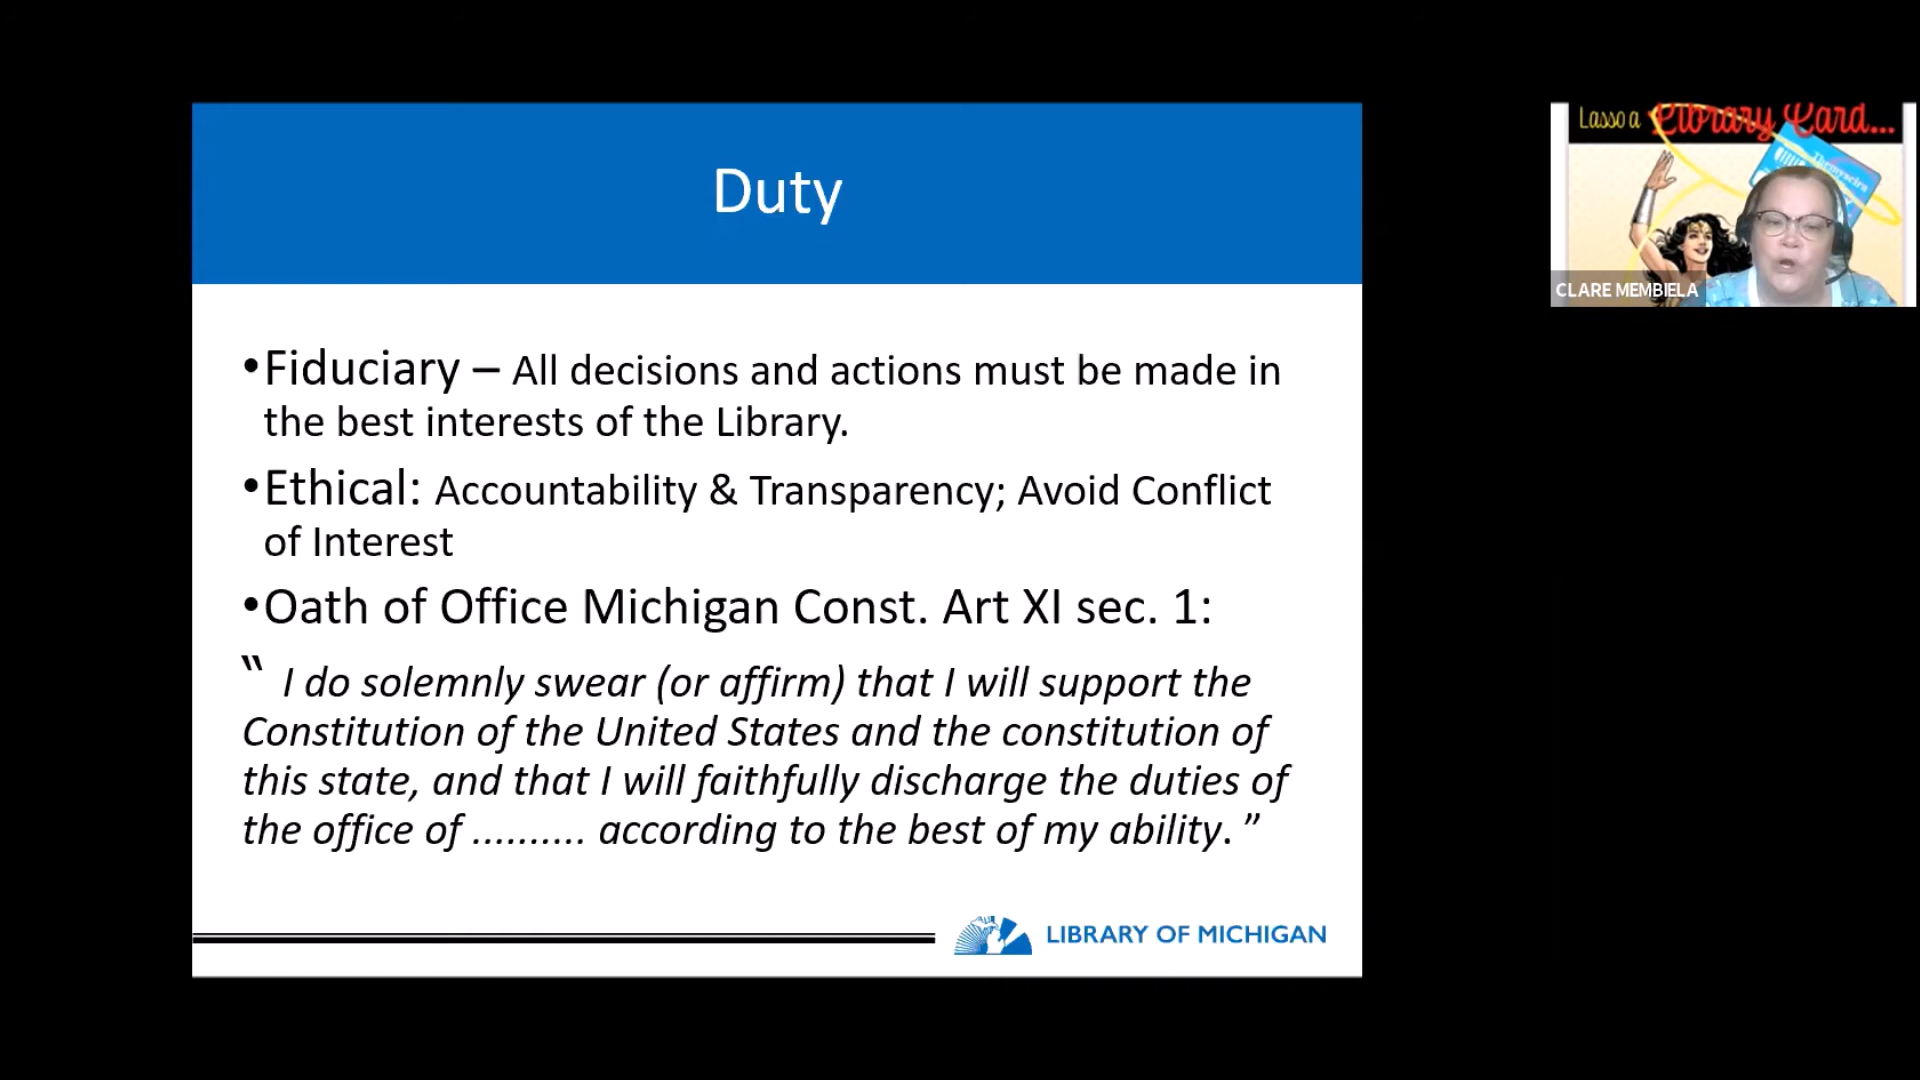 Duty
•Fiduciary – All decisions and actions must be made in
the best interests of the Library.
•Ethical: Accountability & Transparency; Avoid Conflict
of Interest
•Oath of Office Michigan Const. Art XI sec. 1:
“ I do solemnly swear (or affirm) that I will support the
Constitution of the United States and the constitution of
this state, and that I will faithfully discharge the duties of
the office of .......... according to the best of my ability. ”
LIBRARY OF MICHIGAN
Lasso a Library Card...
Themyscira
CLARE MEMBIELA